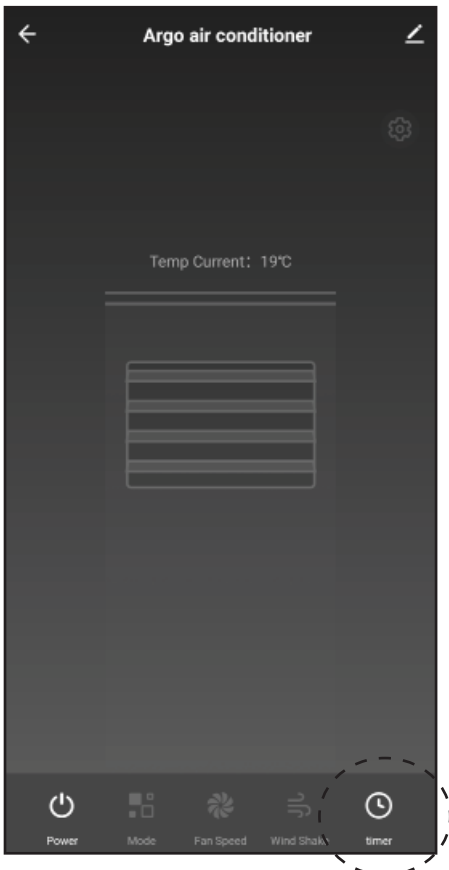 Argo air conditioner
Temp Current: 19℃
Power Mode Fan Speed Wind Shake timer